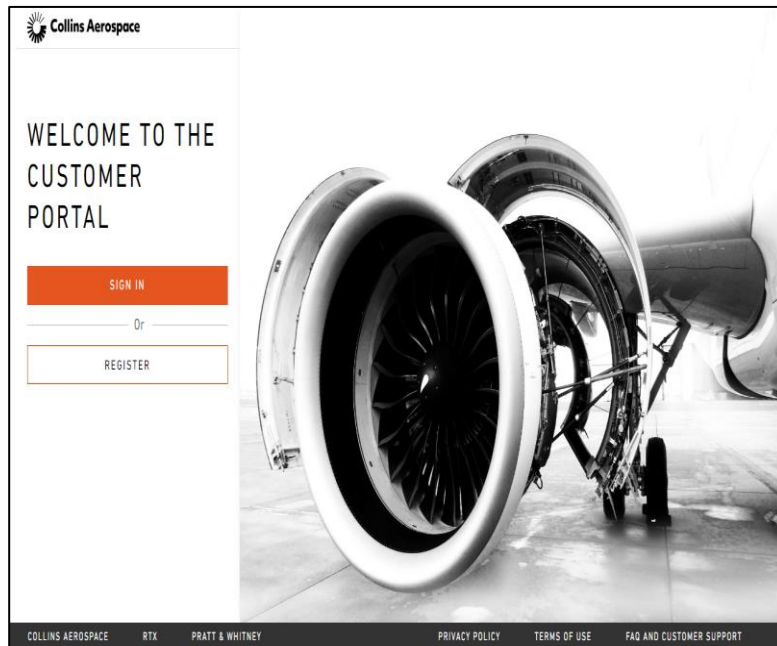 Collins Aerospace
WELCOME TO THE
CUSTOMER
PORTAL
SIGN IN
Or
REGISTER
COLLINS AEROSPACE RTX PRATT & WHITNEY PRIVACY POLICY TERMS OF USE FAQ AND CUSTOMER SUPPORT